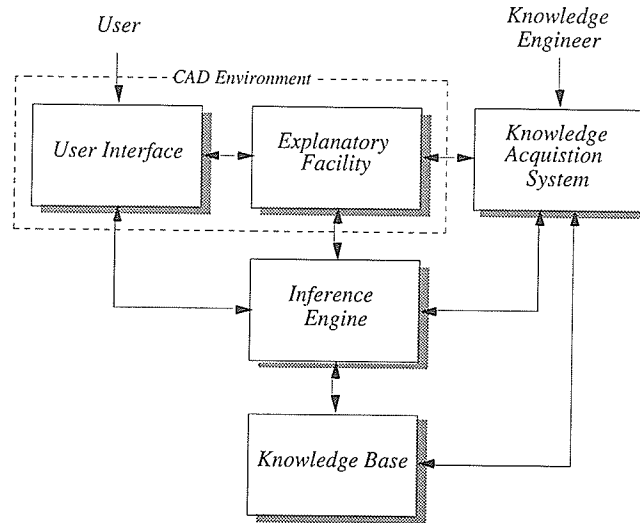 User
Knowledge
Engineer
CAD Environment
User Interface
Explanatory
Facility
Knowledge
Acquistion
System
Inference
Engine
Knowledge Base